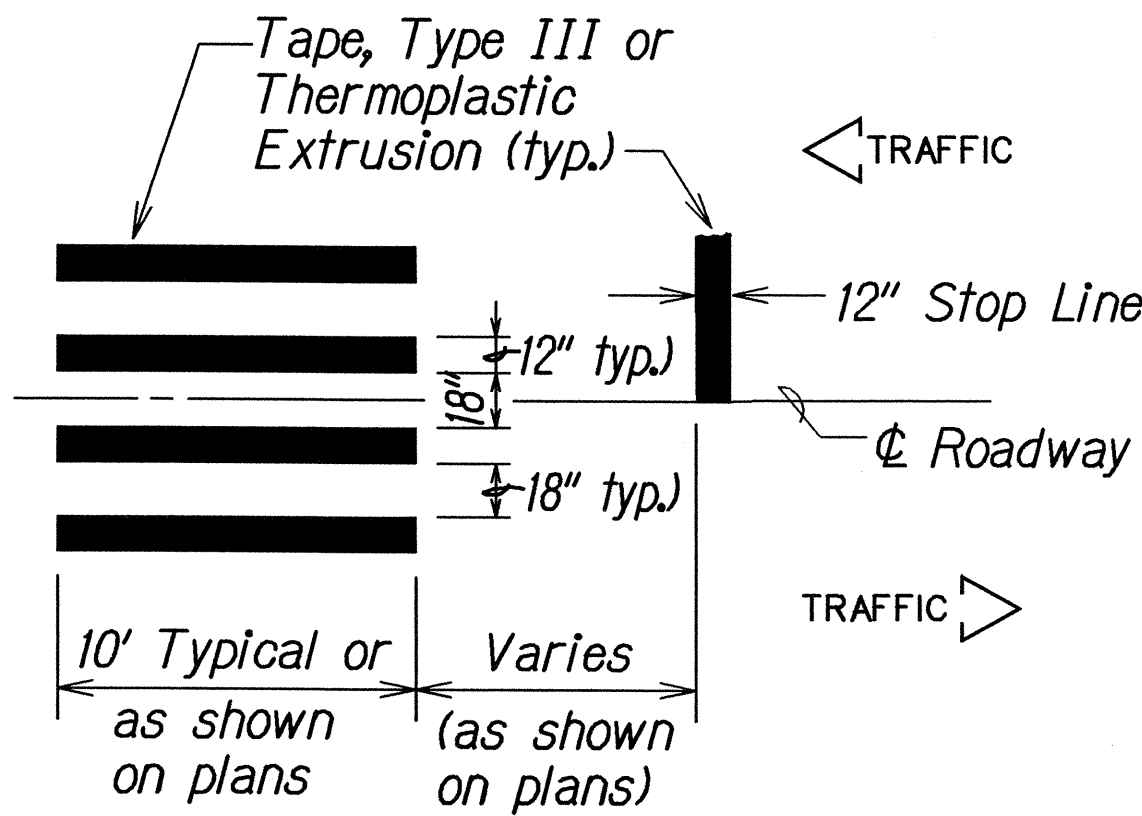 Tape, Type III or
Thermoplastic
Extrusion (typ.)
TRAFFIC
12" Stop Line
12" typ.)
18"
℄ Roadway
18" typ.)
TRAFFIC
10' Typical or
as shown
on plans
Varies
(as shown
on plans)